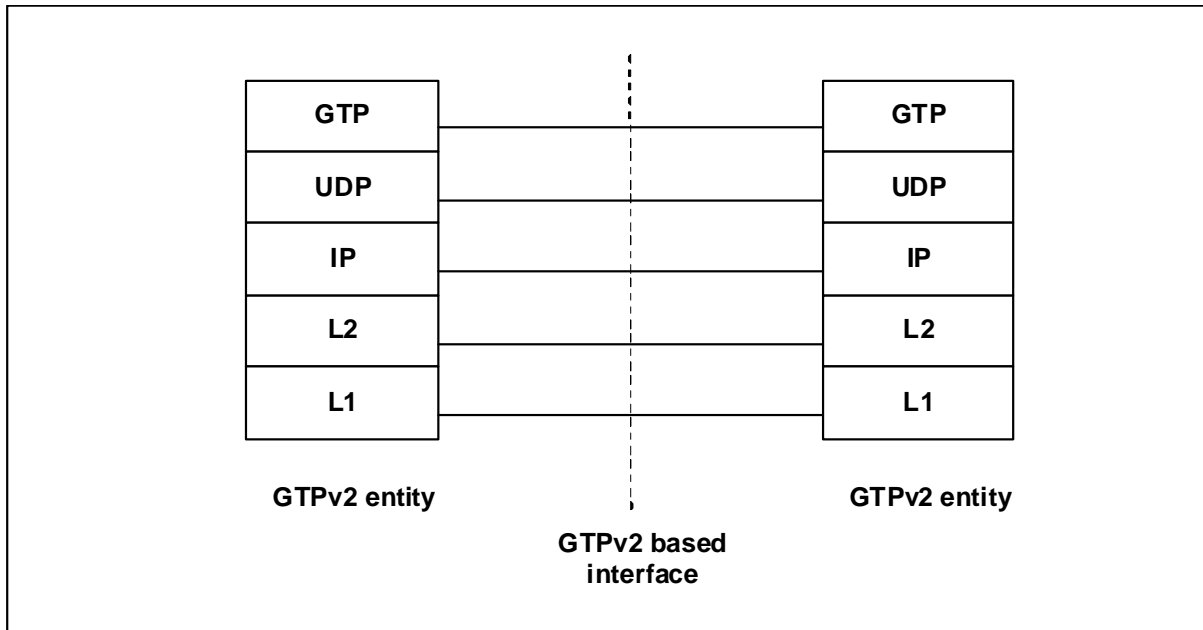 GTP
GTP
UDP
UDP
IP
IP
L2
L2
L1
L1
GTPv2 entity
GTPv2 entity
GTPv2 based
interface